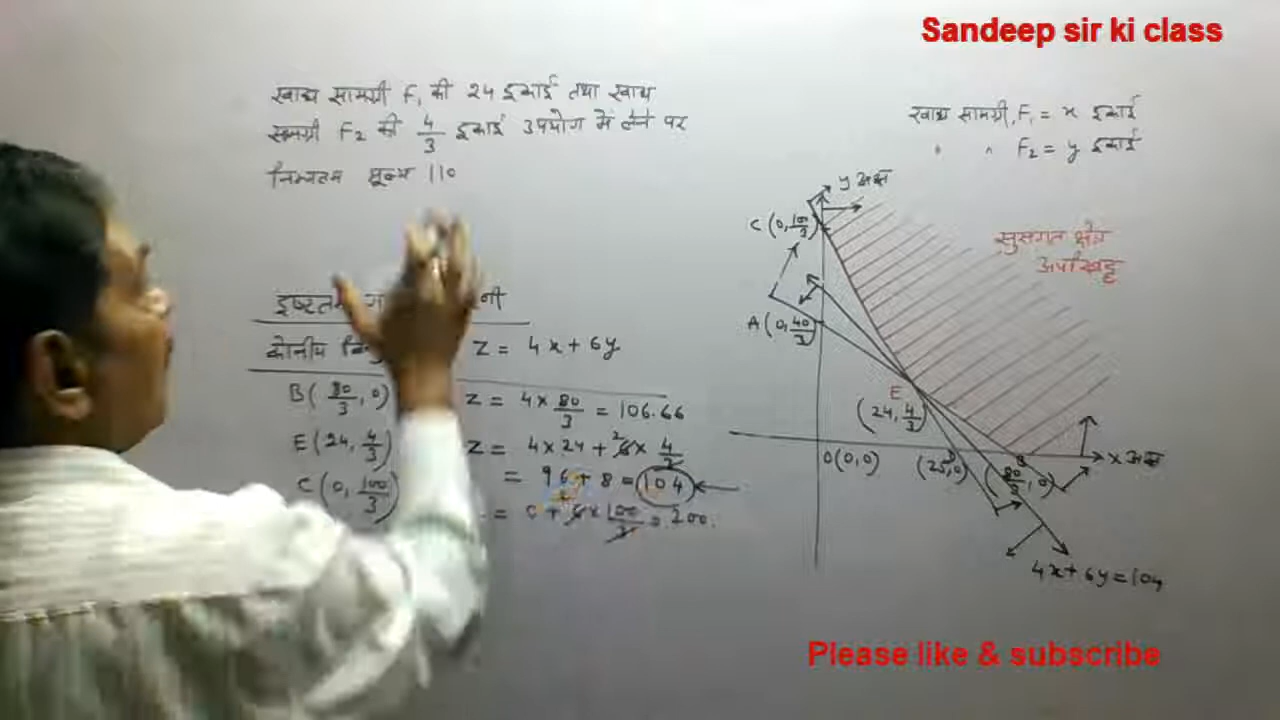 Sandeep sir ki class
खाद्य सामग्री F₁ की 24 इकाई तथा खाद्य
सामग्री F₂ की 4/3 इकाई उपयोग में लेने पर
निम्नतम मूल्य 110
खाद्य सामग्री, F₁ = x इकाई
" " F₂ = y इकाई
y अक्ष
C(0, 100/3)
सुसंगत क्षेत्र
अपरिबद्ध
A(0, 40/3)
E
(24, 4/3)
O(0,0)
(25,0)
B
(80/3, 0)
x अक्ष
4x+6y=104
Z = 4x+6y
B(80/3, 0) Z = 4×80/3 = 106.66
E(24, 4/3) Z = 4×24+6×4/3
= 96+8 = 104
C(0, 100/3) = 0+6×100/3 = 200.
Please like & subscribe